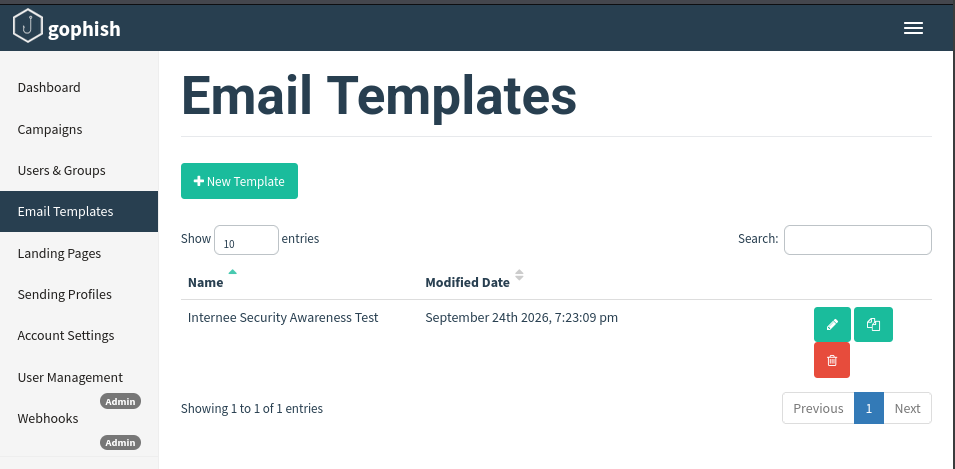 gophish
Dashboard
Campaigns
Users & Groups
Email Templates
Landing Pages
Sending Profiles
Account Settings
User Management
Admin
Webhooks
Admin
Email Templates
New Template
Show 10 entries
Search:
Name Modified Date
Internee Security Awareness Test September 24th 2026, 7:23:09 pm
Showing 1 to 1 of 1 entries
Previous 1 Next